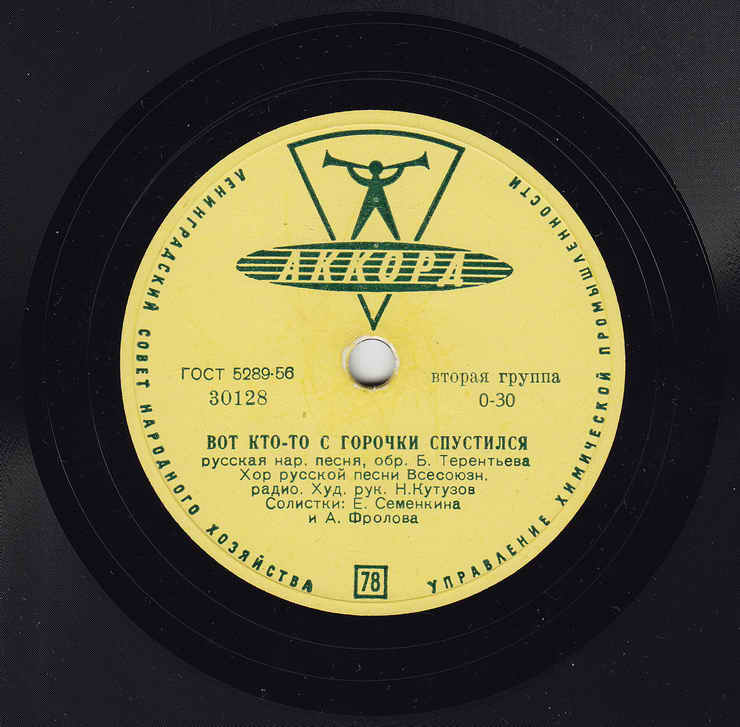 АККОРД
ЛЕНИНГРАДСКИЙ СОВЕТ НАРОДНОГО ХОЗЯЙСТВА
УПРАВЛЕНИЕ ХИМИЧЕСКОЙ ПРОМЫШЛЕННОСТИ
ГОСТ 5289-56
30128
вторая группа
0-30
ВОТ КТО-ТО С ГОРОЧКИ СПУСТИЛСЯ
русская нар. песня, обр. Б. Терентьева
Хор русской песни Всесоюзн.
радио. Худ. рук. Н.Кутузов
Солистки: Е. Семенкина
и А. Фролова
78